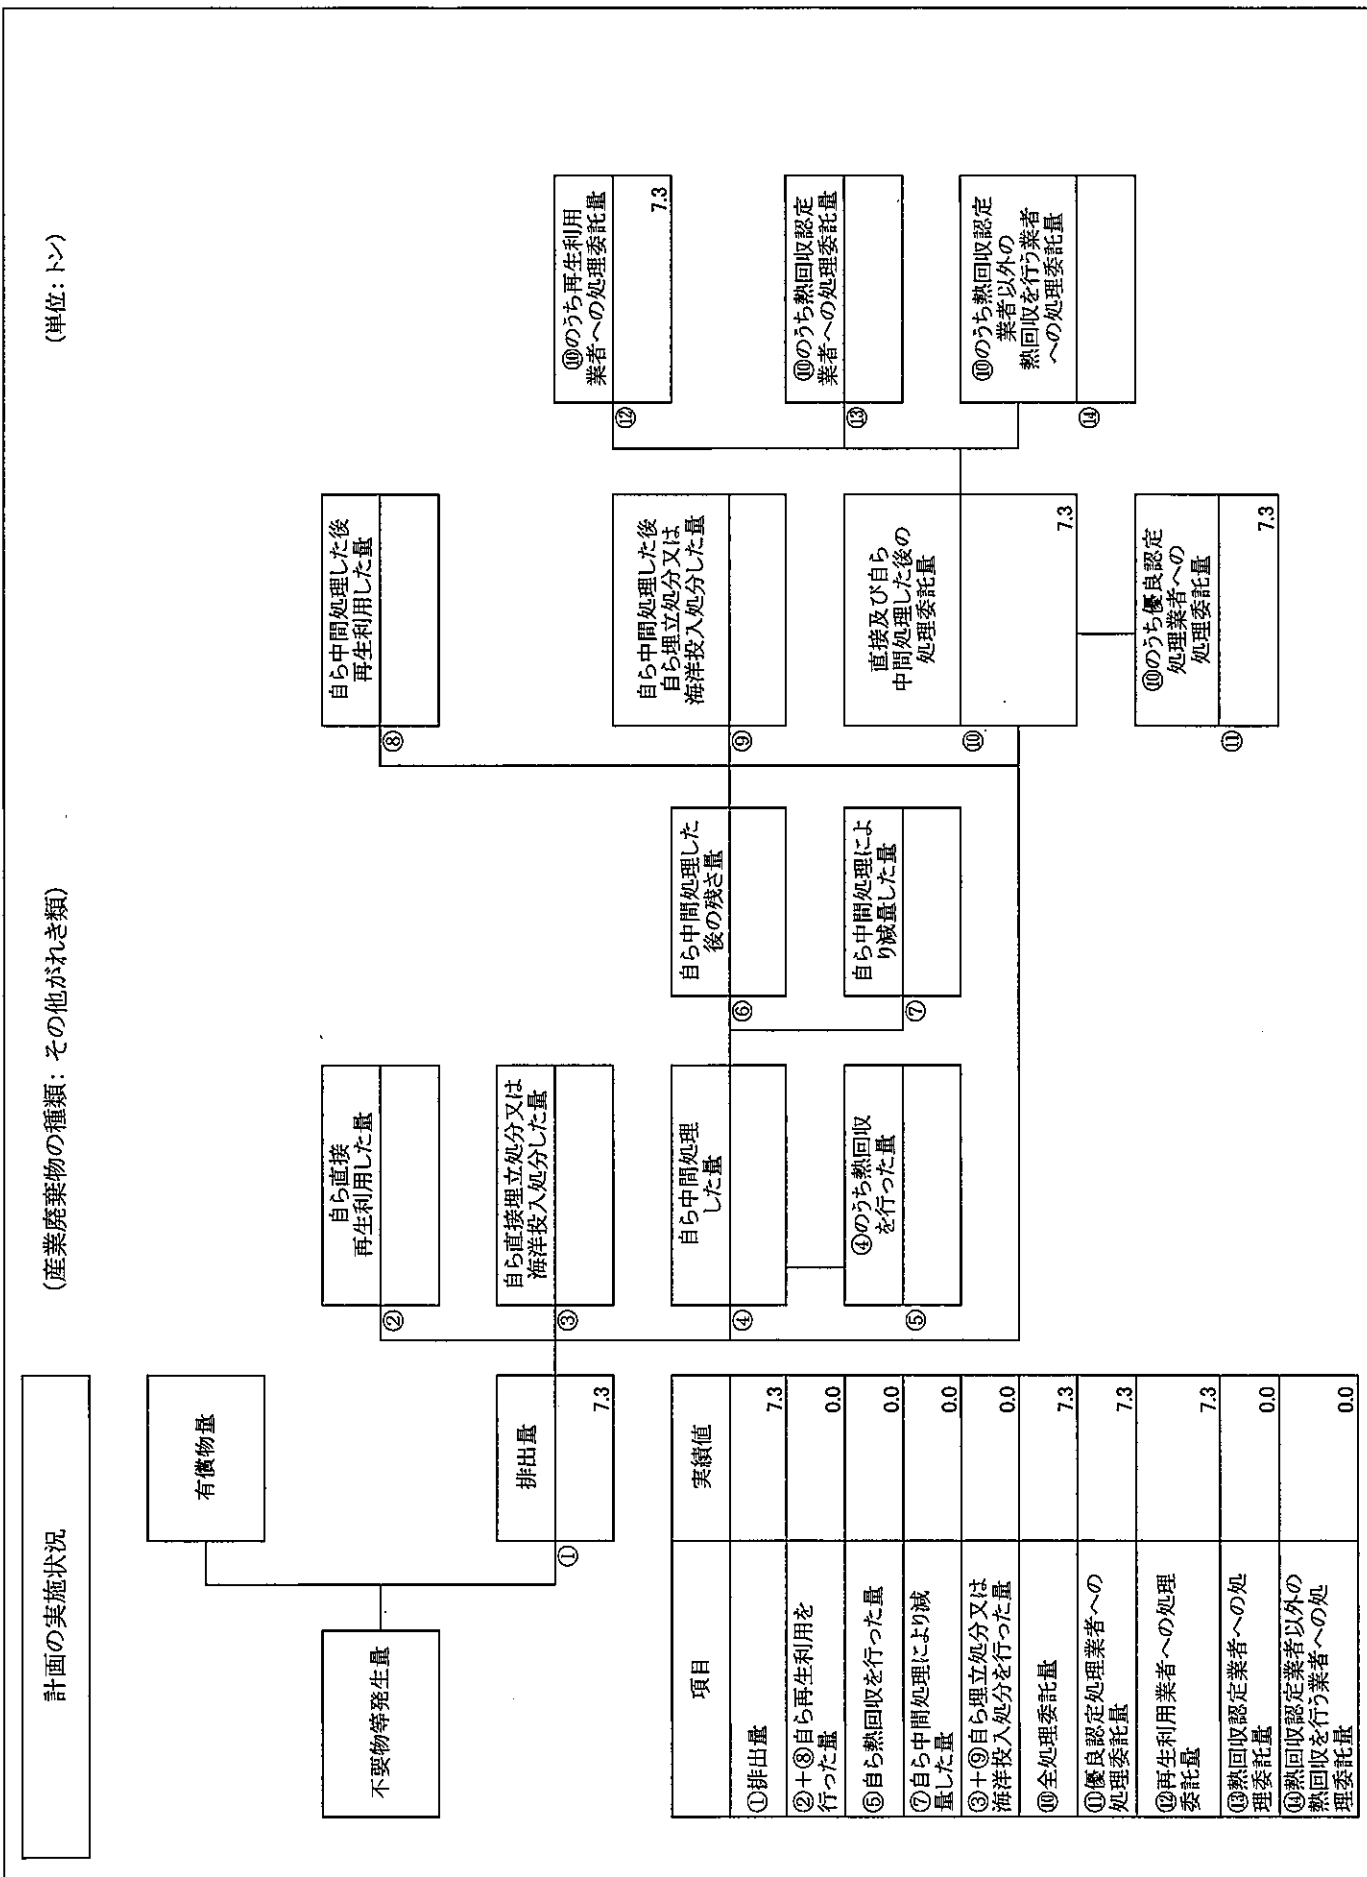 計画の実施状況
(産業廃棄物の種類: その他がれき類)
(単位: トン)
不要物等発生量
有償物量
①
排出量
7.3
②
自ら直接
再生利用した量
③
自ら直接埋立処分又は
海洋投入処分した量
④
自ら中間処理
した量
⑤
④のうち熱回収
を行った量
⑥
自ら中間処理した
後の残さ量
⑦
自ら中間処理によ
り減量した量
⑧
自ら中間処理した後
再生利用した量
⑨
自ら中間処理した後
自ら埋立処分又は
海洋投入処分した量
⑩
直接及び自ら
中間処理した後の
処理委託量
7.3
⑪
⑩のうち優良認定
処理業者への
処理委託量
7.3
⑫
⑩のうち再生利用
業者への処理委託量
7.3
⑬
⑩のうち熱回収認定
業者への処理委託量
⑭
⑩のうち熱回収認定
業者以外の
熱回収を行う業者
への処理委託量
項目 実績値
①排出量 7.3
②+⑧自ら再生利用を
行った量 0.0
⑤自ら熱回収を行った量 0.0
⑦自ら中間処理により減
量した量 0.0
③+⑨自ら埋立処分又は
海洋投入処分を行った量 0.0
⑩全処理委託量 7.3
⑪優良認定処理業者への
処理委託量 7.3
⑫再生利用業者への処理
委託量 7.3
⑬熱回収認定業者への処
理委託量 0.0
⑭熱回収認定業者以外の
熱回収を行う業者への処
理委託量 0.0